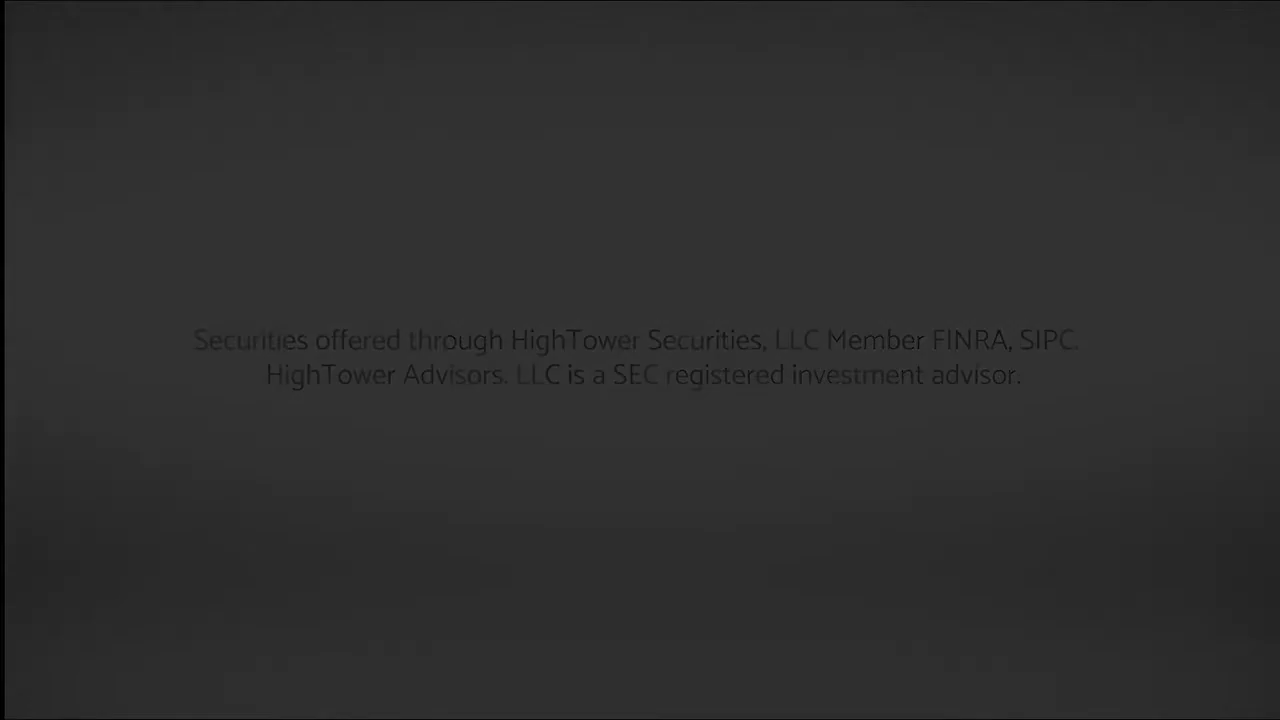 Securities offered through HighTower Securities, LLC Member FINRA, SIPC.
HighTower Advisors. LLC is a SEC registered investment advisor.